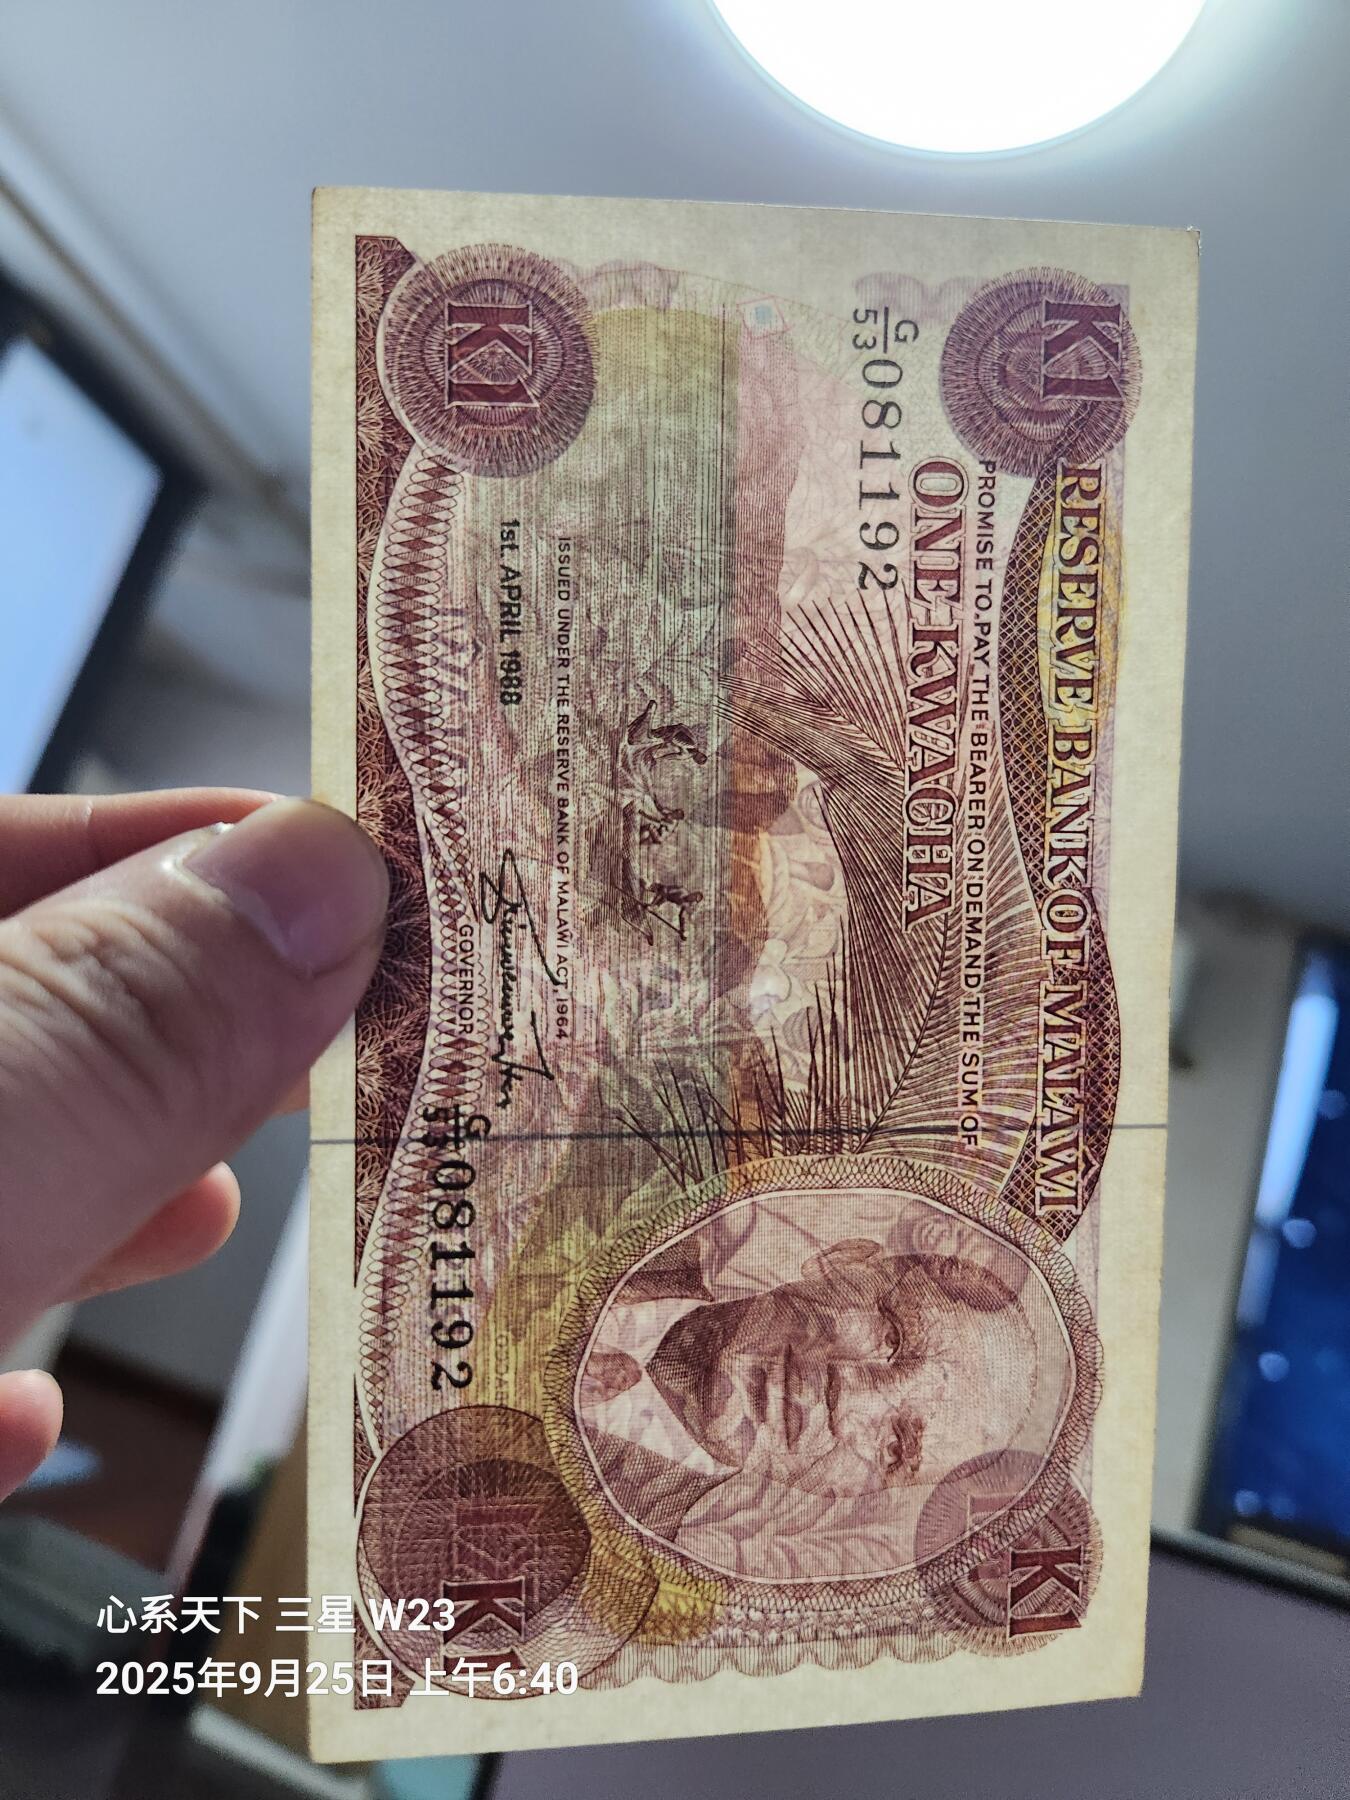 RESERVE BANK OF MALAŴI
K1
PROMISE TO PAY THE BEARER ON DEMAND THE SUM OF
ONE KWACHA
G/53 081192
ISSUED UNDER THE RESERVE BANK OF MALAŴI ACT, 1964
1st. APRIL 1988
GOVERNOR
K1
G/53 081192
K1
K1
心系天下 三星 W23
2025年9月25日 上午6:40